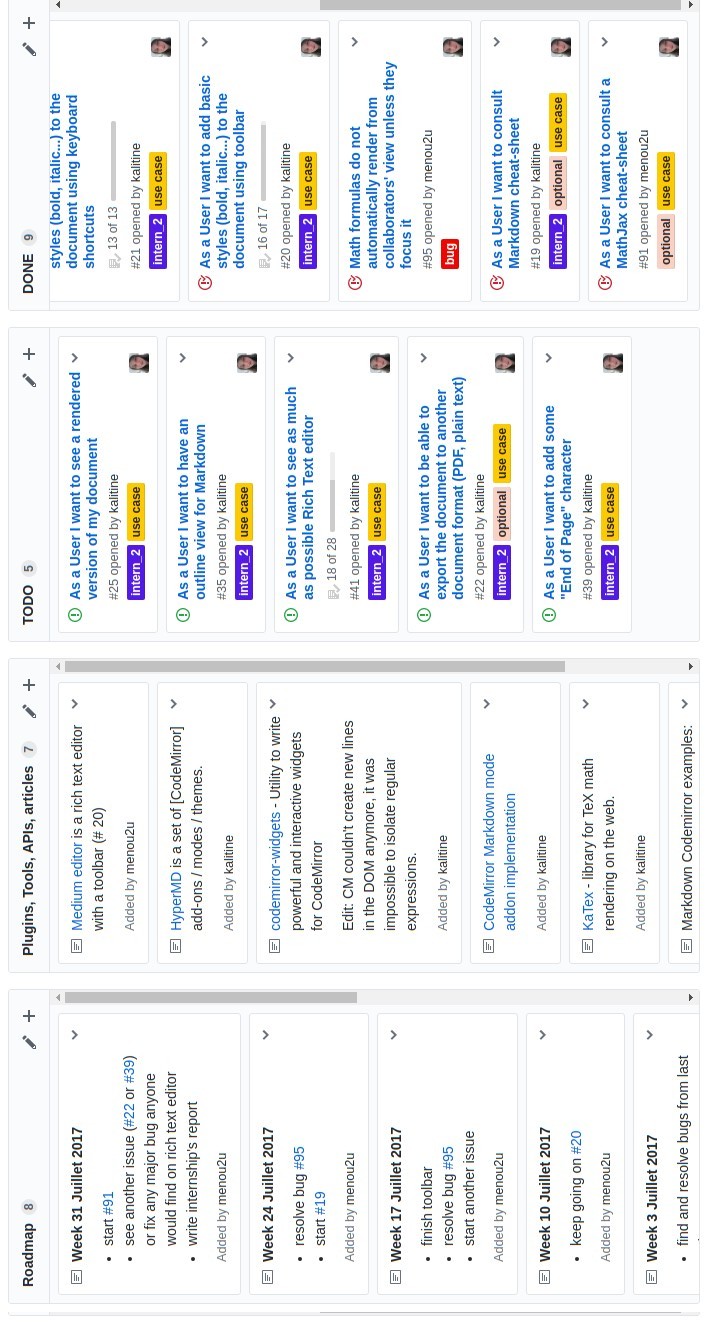 Roadmap 8
Week 31 Juillet 2017
start #91
see another issue (#22 or #39)
or fix any major bug anyone
would find on rich text editor
write internship's report
Added by menou2u
Week 24 Juillet 2017
resolve bug #95
start #19
Added by menou2u
Week 17 Juillet 2017
finish toolbar
resolve bug #95
start another issue
Added by menou2u
Week 10 Juillet 2017
keep going on #20
Added by menou2u
Week 3 Juillet 2017
find and resolve bugs from last
Plugins, Tools, APIs, articles 7
Medium editor is a rich text editor
with a toolbar (# 20)
Added by menou2u
HyperMD is a set of [CodeMirror]
add-ons / modes / themes.
Added by kalitine
codemirror-widgets - Utility to write
powerful and interactive widgets
for CodeMirror
Edit: CM couldn't create new lines
in the DOM anymore, it was
impossible to isolate regular
expressions.
Added by kalitine
CodeMirror Markdown mode
addon implementation
Added by kalitine
KaTex - library for TeX math
rendering on the web.
Added by kalitine
Markdown Codemirror examples:
TODO 5
As a User I want to see a rendered
version of my document
#25 opened by kalitine
intern_2 use case
As a User I want to have an
outline view for Markdown
#35 opened by kalitine
intern_2 use case
As a User I want to see as much
as possible Rich Text editor
18 of 28
#41 opened by kalitine
intern_2 use case
As a User I want to be able to
export the document to another
document format (PDF, plain text)
#22 opened by kalitine
intern_2 optional use case
As a User I want to add some
"End of Page" character
#39 opened by kalitine
intern_2 use case
DONE 9
styles (bold, italic...) to the
document using keyboard
shortcuts
13 of 13
#21 opened by kalitine
intern_2 use case
As a User I want to add basic
styles (bold, italic...) to the
document using toolbar
16 of 17
#20 opened by kalitine
intern_2 use case
Math formulas do not
automatically render from
collaborators' view unless they
focus it
#95 opened by menou2u
bug
As a User I want to consult
Markdown cheat-sheet
#19 opened by kalitine
intern_2 optional use case
As a User I want to consult a
MathJax cheat-sheet
#91 opened by menou2u
optional use case